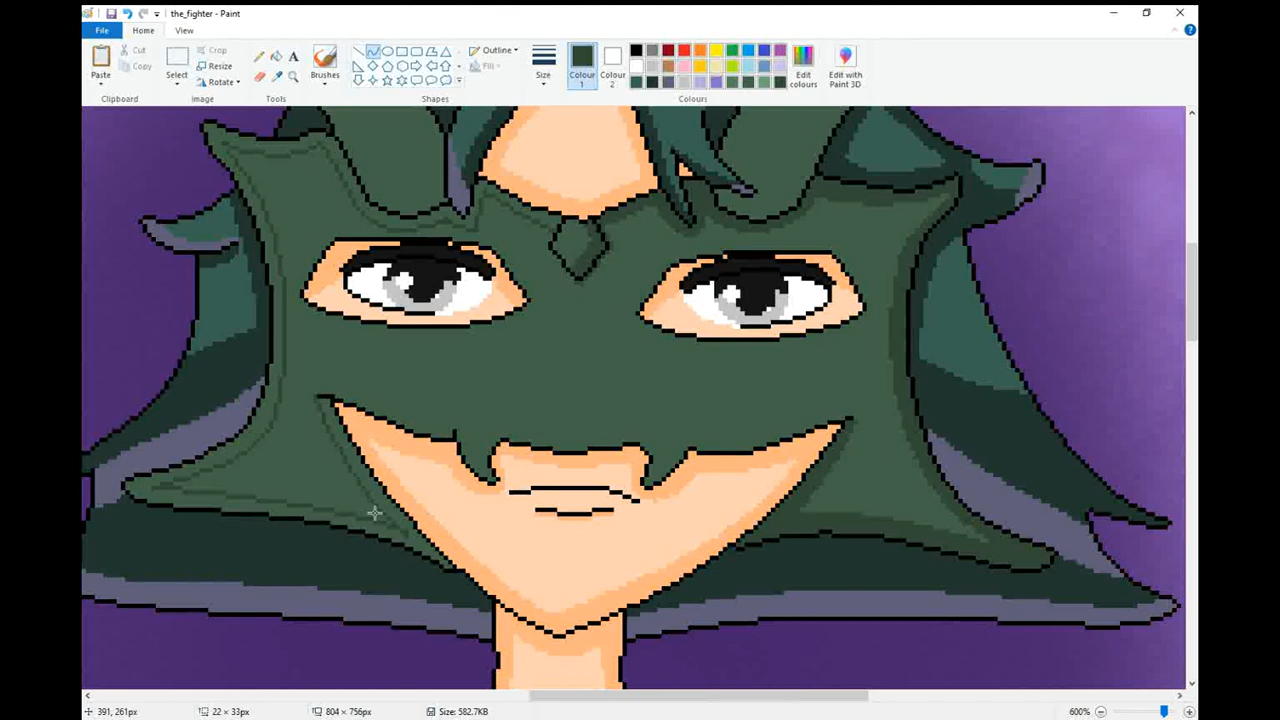 the_fighter - Paint
File Home View
Paste Cut Copy
Clipboard
Select Crop Resize Rotate
Image
A
Tools
Brushes
Outline Fill
Shapes
Size
Colour 1
Colour 2
Edit colours
Edit with Paint 3D
Colours
391, 261px 22 × 33px 804 × 756px Size: 582.7KB 600%